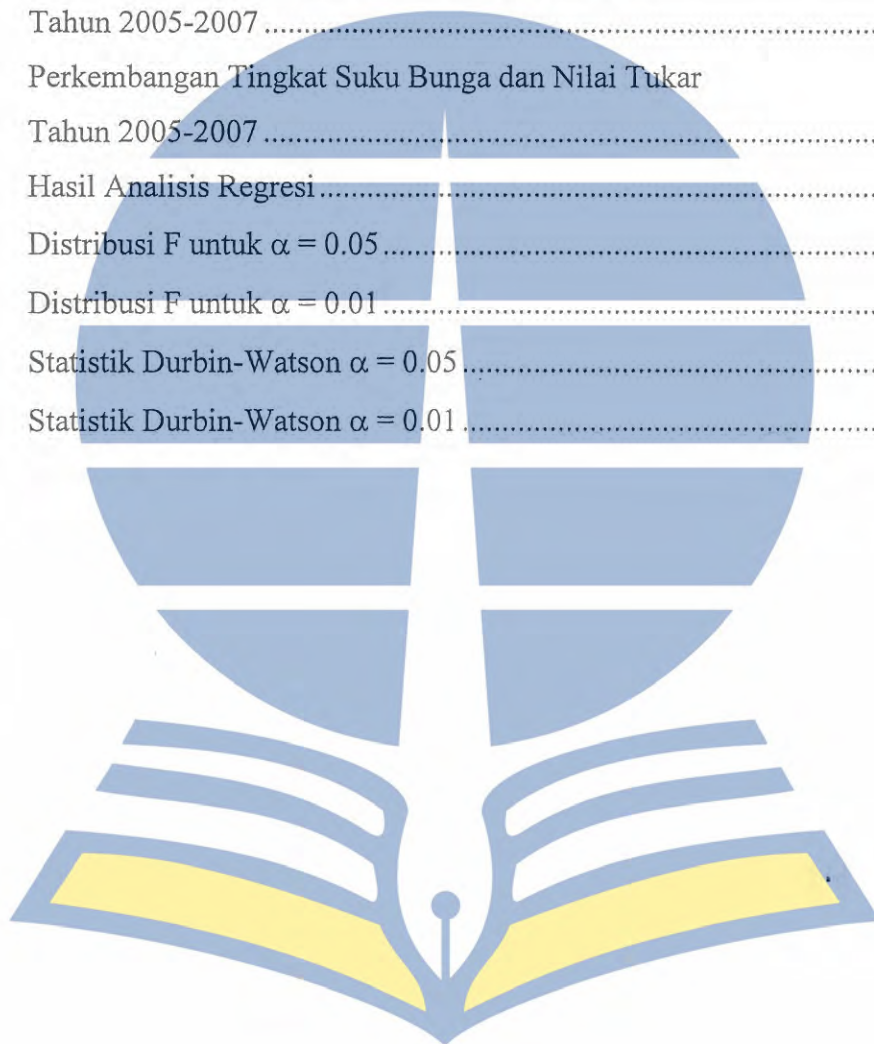 Tahun 2005-2007 ........................................................................
Perkembangan Tingkat Suku Bunga dan Nilai Tukar
Tahun 2005-2007 ........................................................................
Hasil Analisis Regresi ................................................................
Distribusi F untuk α = 0.05 .......................................................
Distribusi F untuk α = 0.01 .......................................................
Statistik Durbin-Watson α = 0.05 .............................................
Statistik Durbin-Watson α = 0.01 .............................................